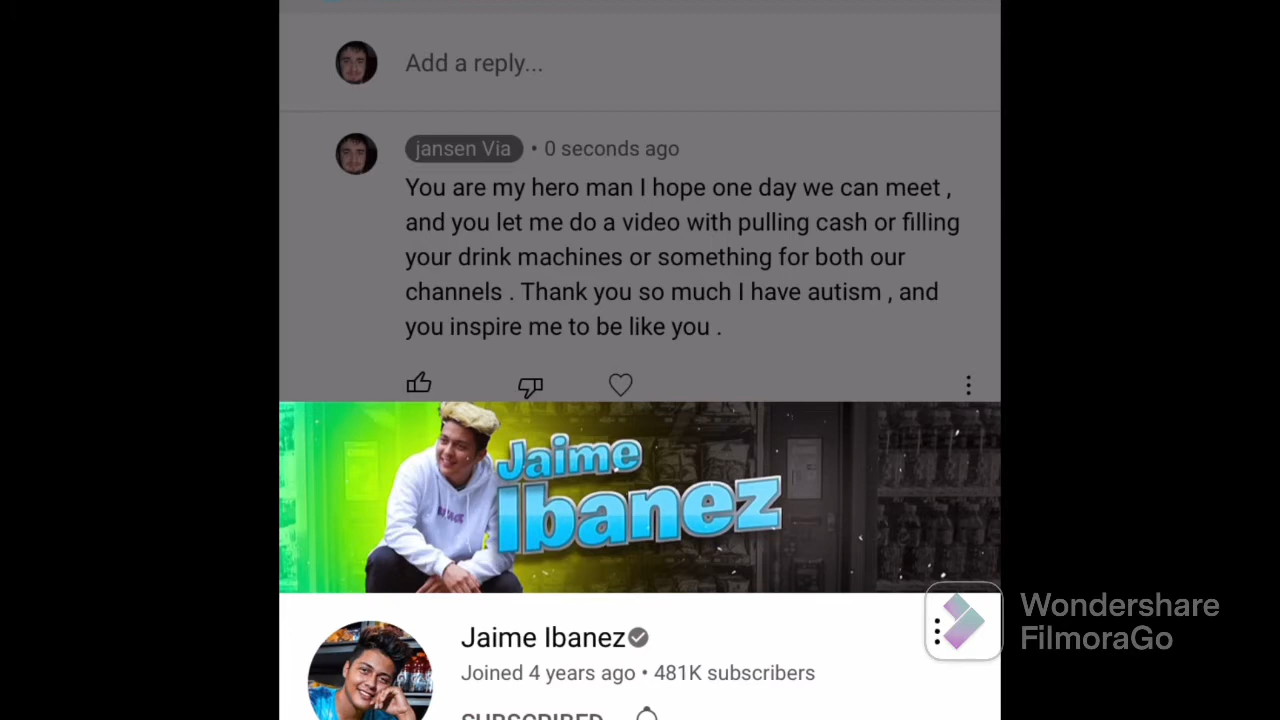 Add a reply...
jansen Via • 0 seconds ago
You are my hero man I hope one day we can meet ,
and you let me do a video with pulling cash or filling
your drink machines or something for both our
channels . Thank you so much I have autism , and
you inspire me to be like you .
Jaime
Ibanez
Wondershare
FilmoraGo
Jaime Ibanez
Joined 4 years ago • 481K subscribers
SUBSCRIBED